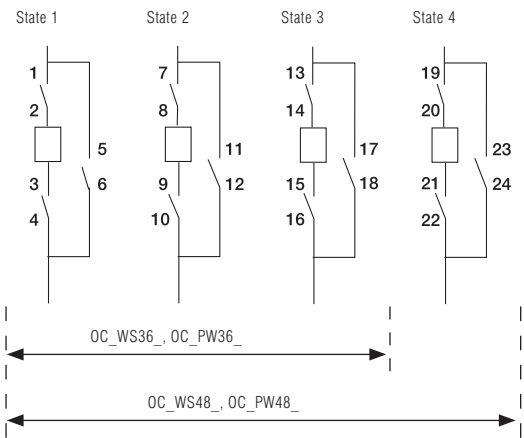 State 1 State 2 State 3 State 4
1 7 13 19
2 8 14 20
5 11 17 23
3 6 9 12 15 18 21 24
4 10 16 22
OC_WS36_, OC_PW36_
OC_WS48_, OC_PW48_